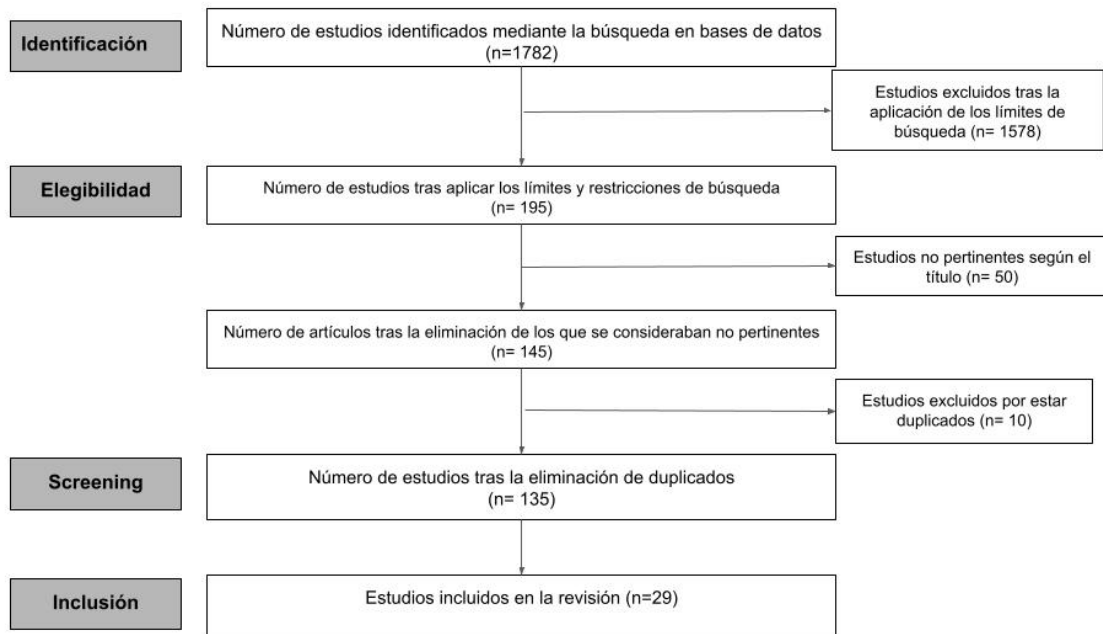 Identificación
Número de estudios identificados mediante la búsqueda en bases de datos
(n=1782)
Estudios excluidos tras la
aplicación de los límites de
búsqueda (n= 1578)
Elegibilidad
Número de estudios tras aplicar los límites y restricciones de búsqueda
(n= 195)
Estudios no pertinentes según el
título (n= 50)
Número de artículos tras la eliminación de los que se consideraban no pertinentes
(n= 145)
Estudios excluidos por estar
duplicados (n= 10)
Screening
Número de estudios tras la eliminación de duplicados
(n= 135)
Inclusión
Estudios incluidos en la revisión (n=29)